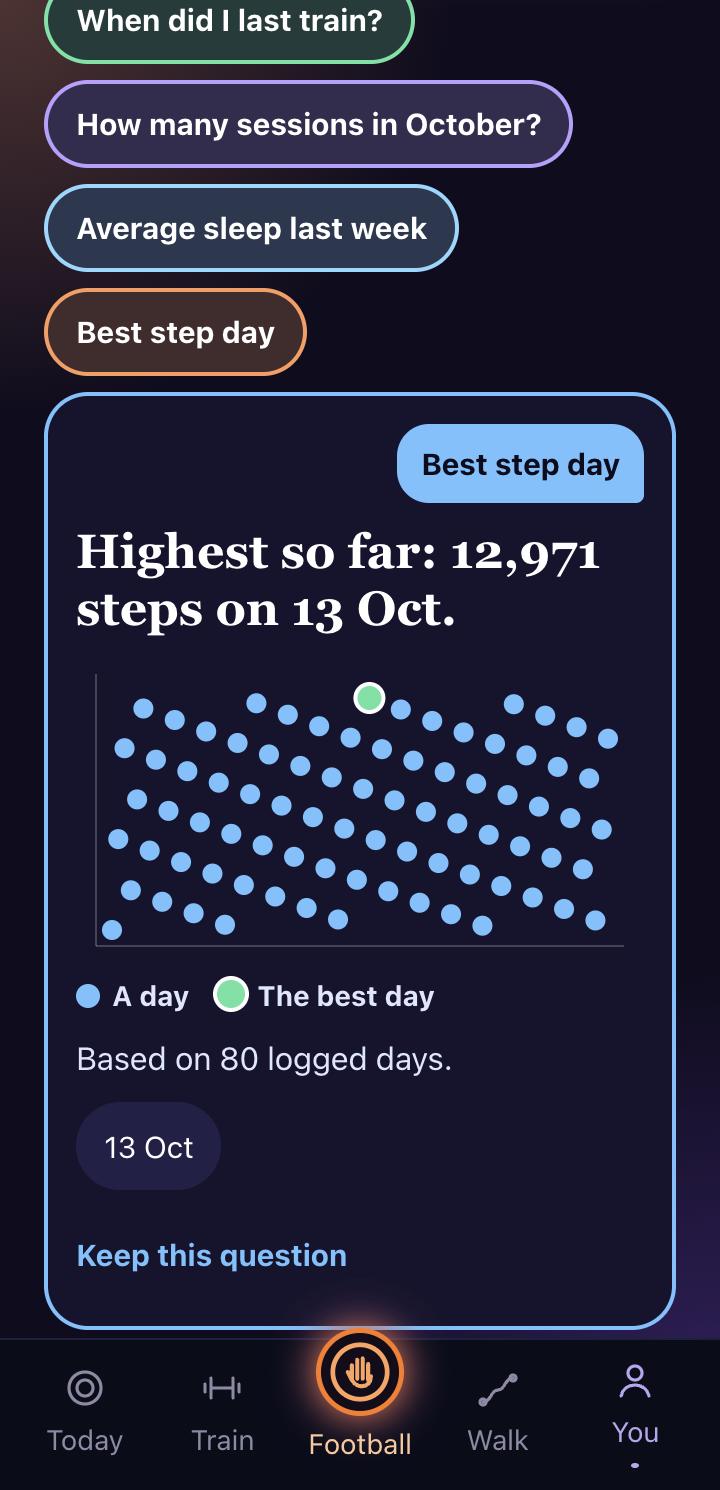 When did I last train?
How many sessions in October?
Average sleep last week
Best step day
Best step day
Highest so far: 12,971
steps on 13 Oct.
A day
The best day
Based on 80 logged days.
13 Oct
Keep this question
Today
Train
Football
Walk
You